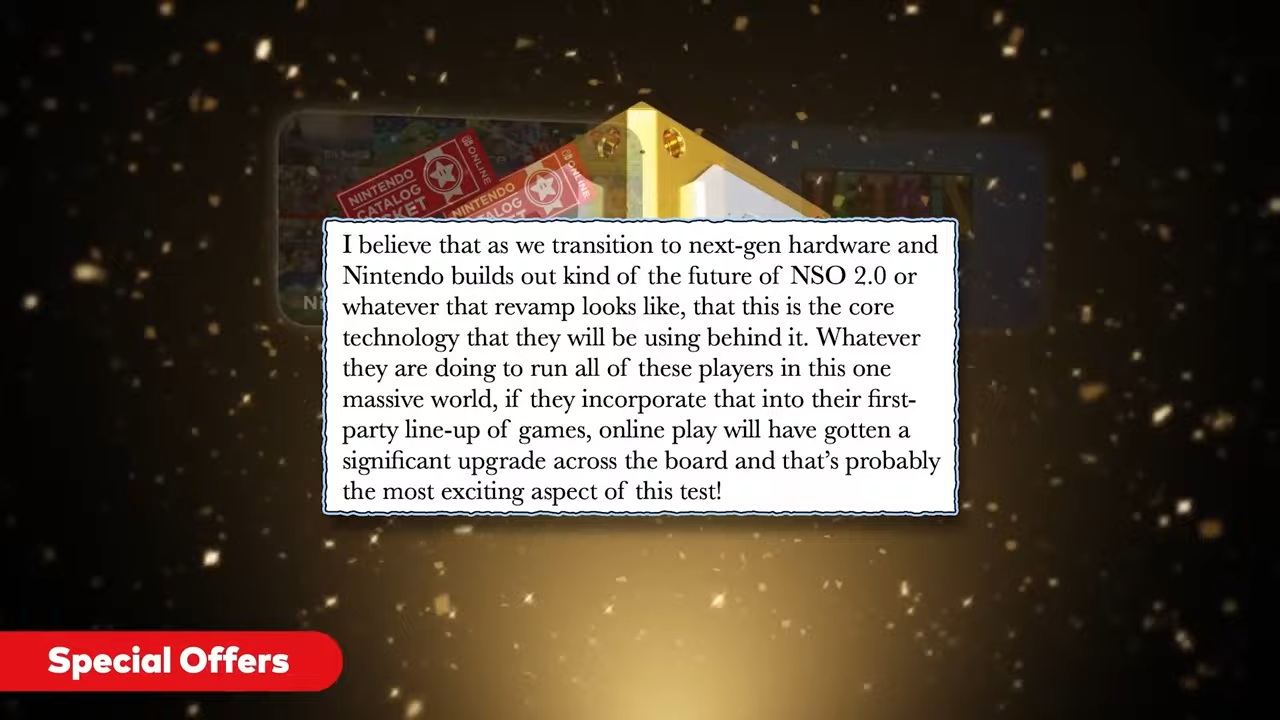 NINTENDO
CATALOG
ONLINE
NINTENDO
CATALOG
ONLINE
I believe that as we transition to next-gen hardware and
Nintendo builds out kind of the future of NSO 2.0 or
whatever that revamp looks like, that this is the core
technology that they will be using behind it. Whatever
they are doing to run all of these players in this one
massive world, if they incorporate that into their first-
party line-up of games, online play will have gotten a
significant upgrade across the board and that’s probably
the most exciting aspect of this test!
Special Offers